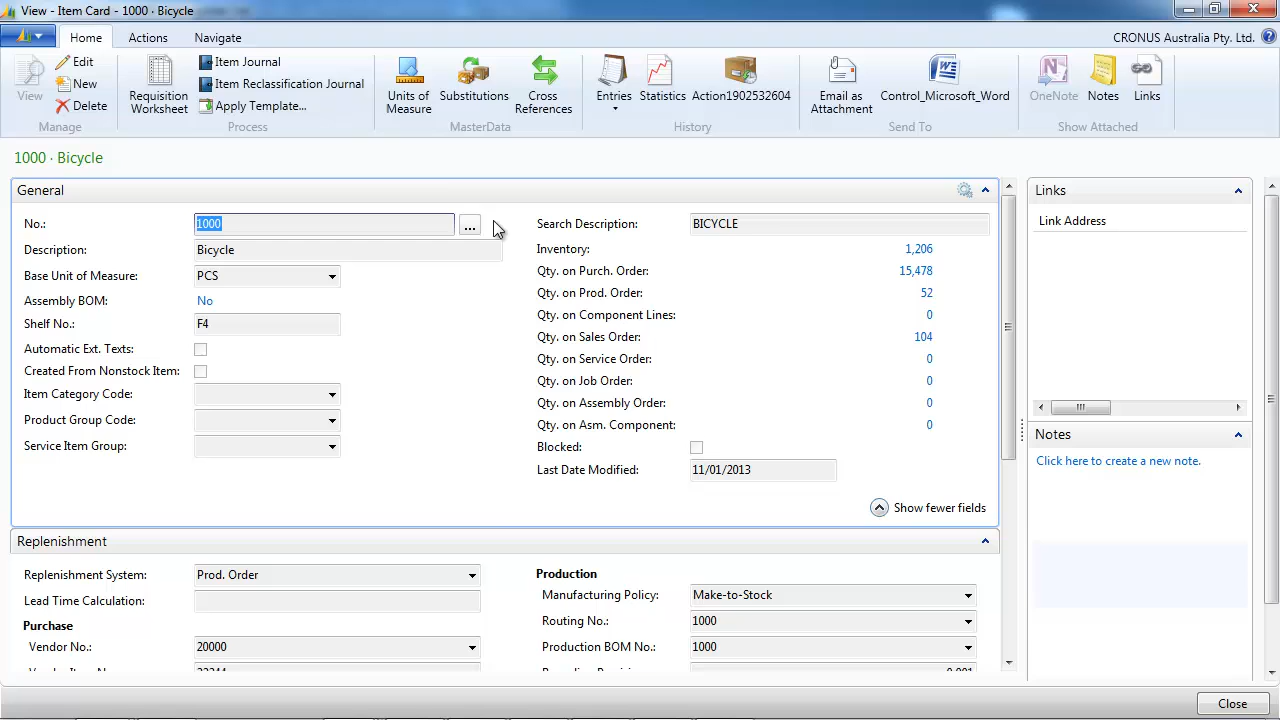 View - Item Card - 1000 · Bicycle
Home Actions Navigate CRONUS Australia Pty. Ltd.
View Edit New Delete Manage
Requisition Worksheet Item Journal Item Reclassification Journal Apply Template... Process
Units of Measure Substitutions Cross References MasterData
Entries Statistics Action1902532604 History
Email as Attachment Control_Microsoft_Word Send To
OneNote Notes Links Show Attached
1000 · Bicycle
General
No.: 1000 ...
Description: Bicycle
Base Unit of Measure: PCS
Assembly BOM: No
Shelf No.: F4
Automatic Ext. Texts:
Created From Nonstock Item:
Item Category Code:
Product Group Code:
Service Item Group:
Search Description: BICYCLE
Inventory: 1,206
Qty. on Purch. Order: 15,478
Qty. on Prod. Order: 52
Qty. on Component Lines: 0
Qty. on Sales Order: 104
Qty. on Service Order: 0
Qty. on Job Order: 0
Qty. on Assembly Order: 0
Qty. on Asm. Component: 0
Blocked:
Last Date Modified: 11/01/2013
Show fewer fields
Replenishment
Replenishment System: Prod. Order
Lead Time Calculation:
Purchase
Vendor No.: 20000
Production
Manufacturing Policy: Make-to-Stock
Routing No.: 1000
Production BOM No.: 1000
Links
Link Address
Notes
Click here to create a new note.
Close